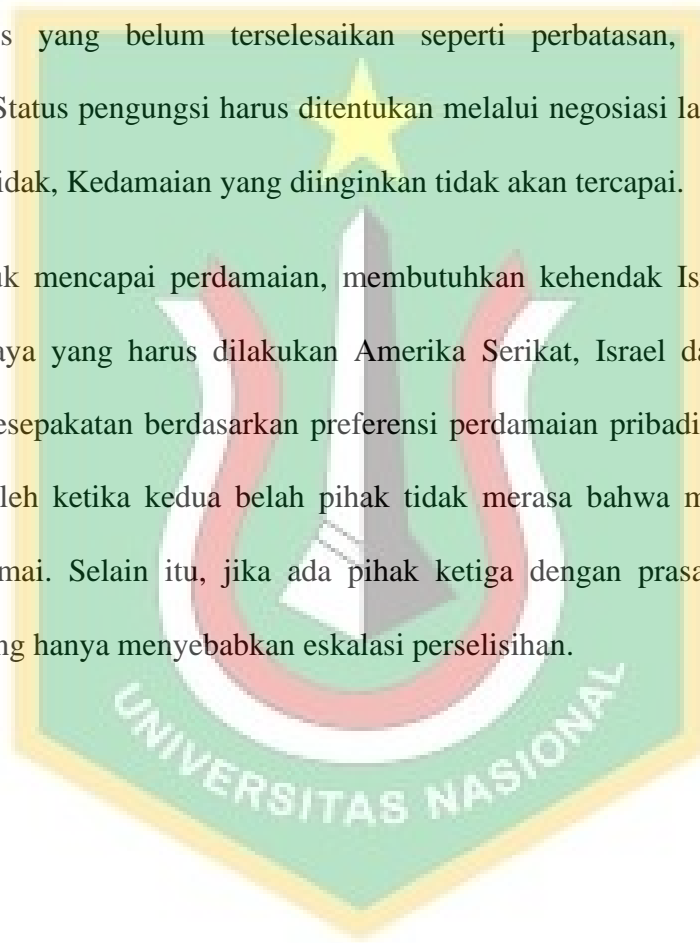 s yang belum terselesaikan seperti perbatasan,
Status pengungsi harus ditentukan melalui negosiasi la
idak, Kedamaian yang diinginkan tidak akan tercapai.
uk mencapai perdamaian, membutuhkan kehendak Is
aya yang harus dilakukan Amerika Serikat, Israel da
esepakatan berdasarkan preferensi perdamaian pribadi
leh ketika kedua belah pihak tidak merasa bahwa m
mai. Selain itu, jika ada pihak ketiga dengan prasa
ng hanya menyebabkan eskalasi perselisihan.
UNIVERSITAS NASIONAL